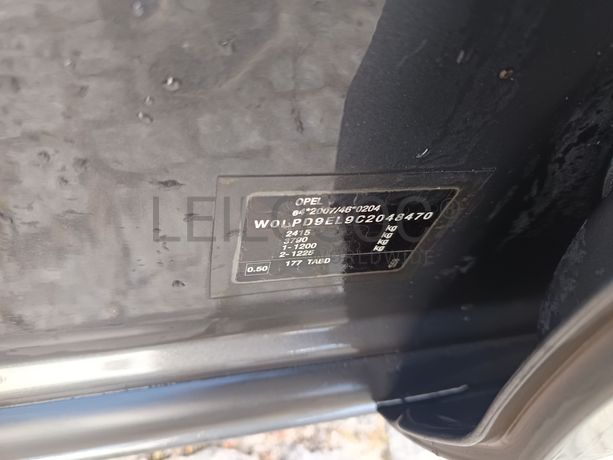 OPEL
e4*2007/46*0204
W0LPD9EL9C2048470
2415 kg
3790 kg
1-1200 kg
2-1225 kg
0.50 177 TABD